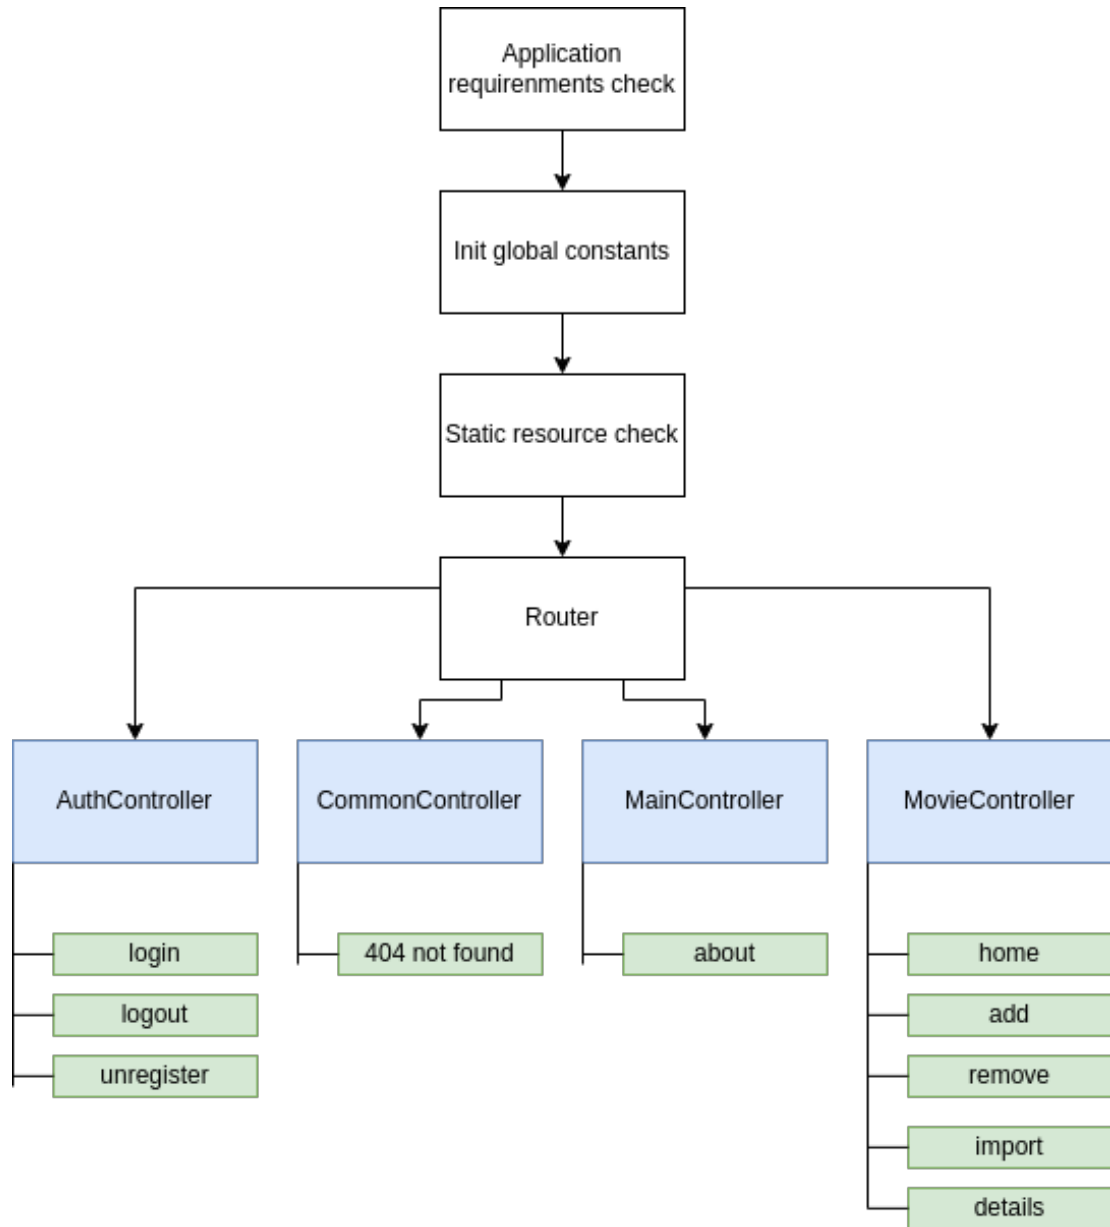 Application
requirenments check
Init global constants
Static resource check
Router
AuthController
CommonController
MainController
MovieController
login
404 not found
about
home
logout
add
unregister
remove
import
details